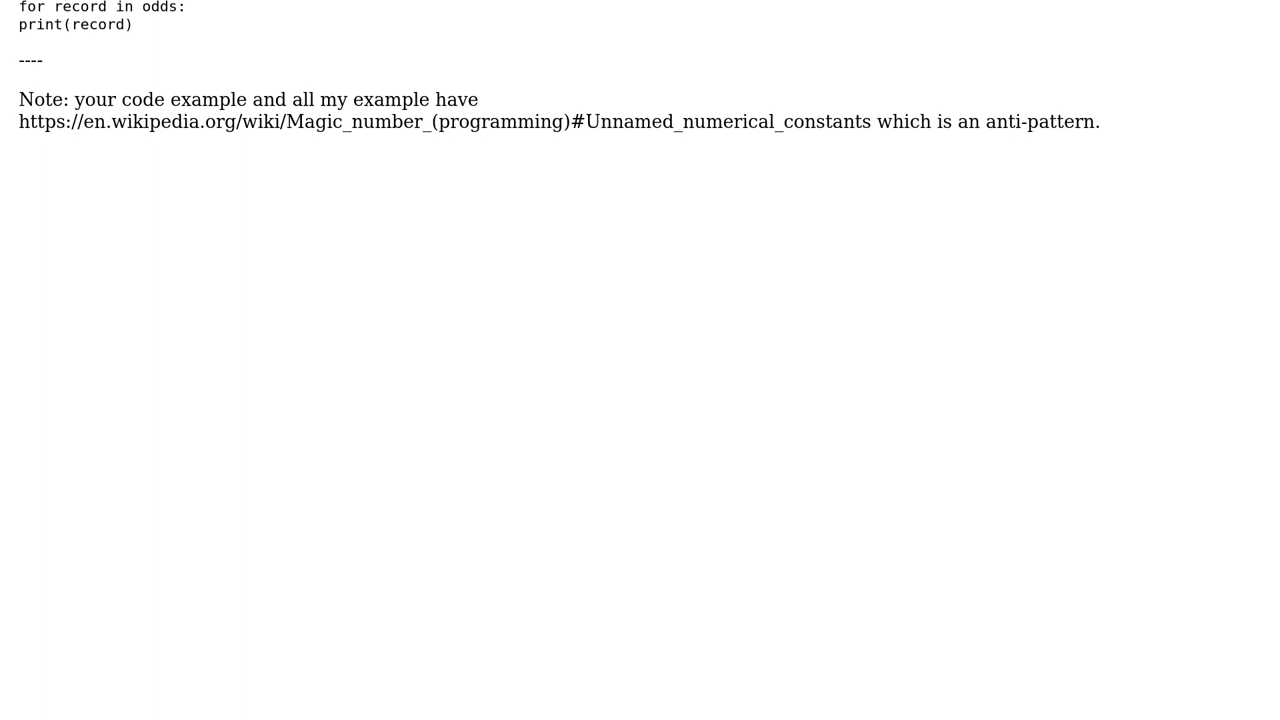 for record in odds:
print(record)
----
Note: your code example and all my example have
https://en.wikipedia.org/wiki/Magic_number_(programming)#Unnamed_numerical_constants which is an anti-pattern.